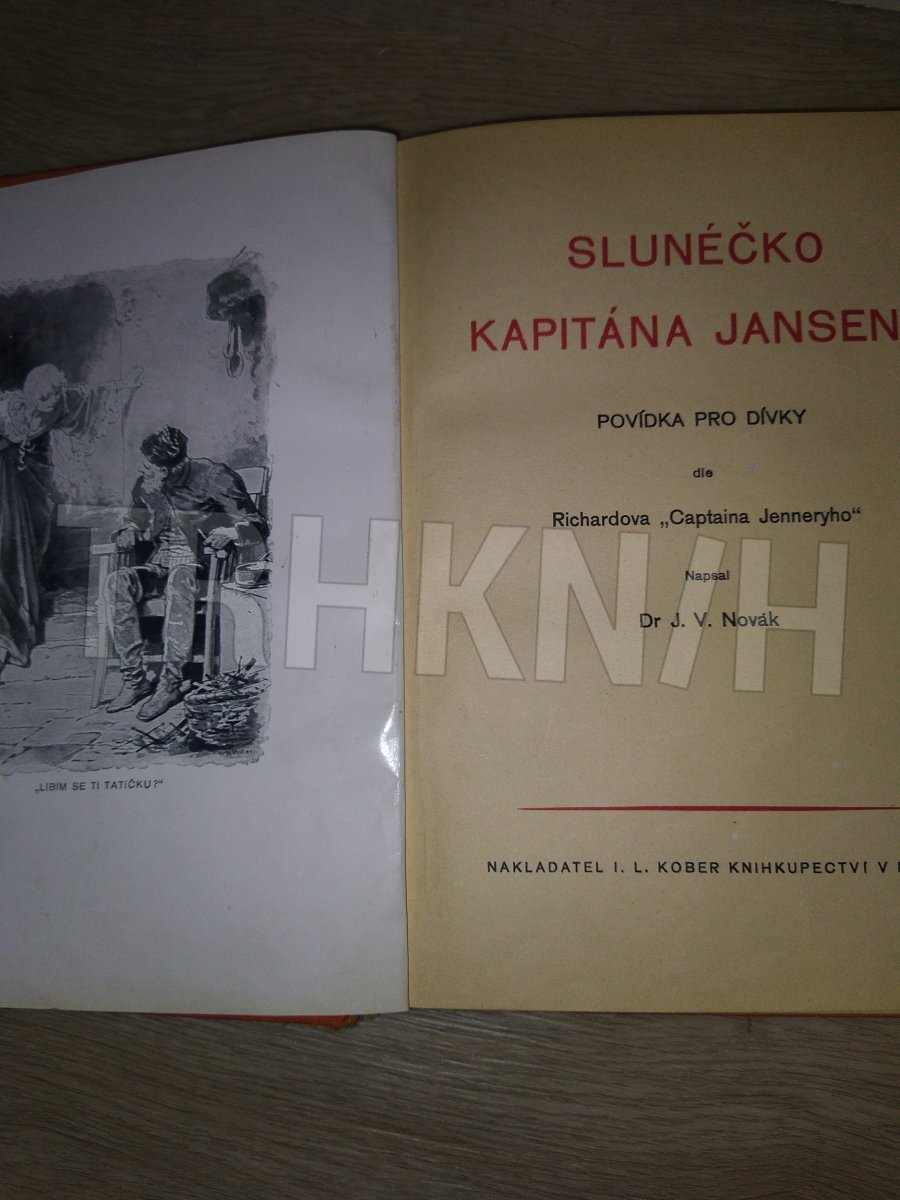 „LÍBÍM SE TI TATÍČKU?“
SLUNÉČKO
KAPITÁNA JANSEN
POVÍDKA PRO DÍVKY
dle
Richardova „Captaina Jenneryho“
Napsal
Dr J. V. Novák
NAKLADATEL I. L. KOBER KNIHKUPECTVÍ V
TRHKN/H